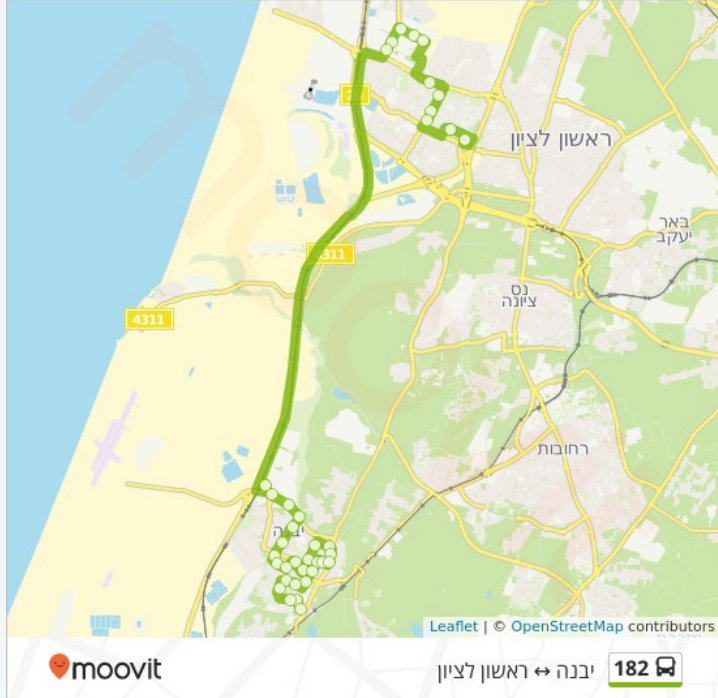 ראשון לציון
באר
יעקב
4311
נס
ציונה
4311
רחובות
Leaflet | © OpenStreetMap contributors
moovit
יבנה ↔ ראשון לציון
182